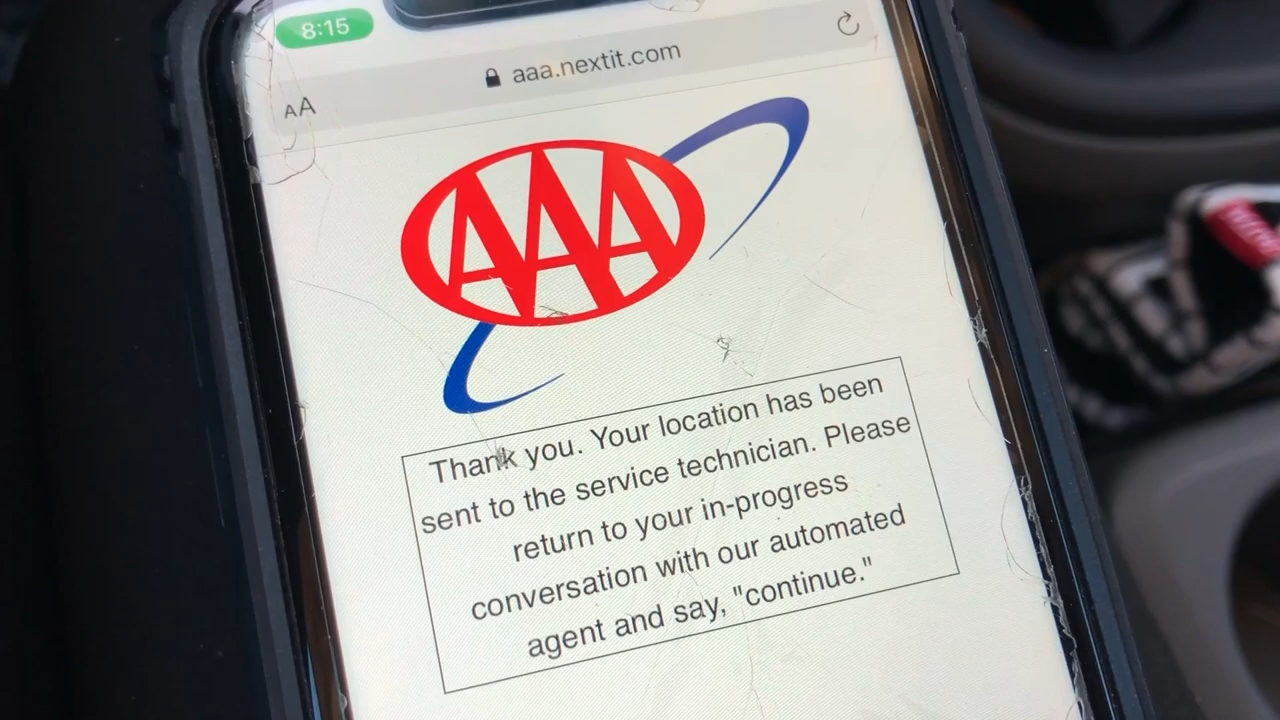 8:15
AA
aaa.nextit.com
AAA
Thank you. Your location has been
sent to the service technician. Please
return to your in-progress
conversation with our automated
agent and say, "continue."